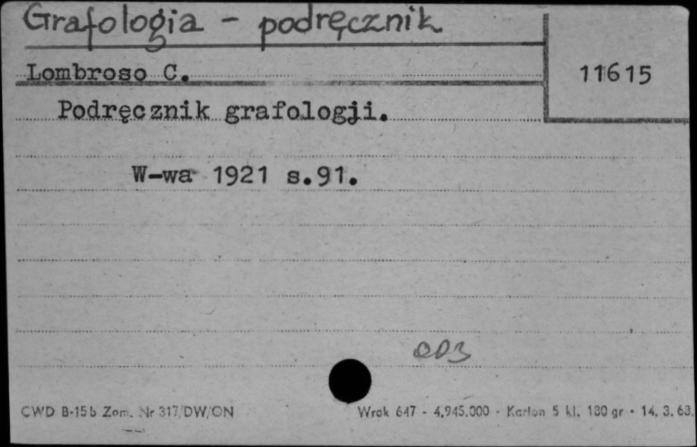 Grafologia - podręcznik
11615
Lombroso C.
Podręcznik grafologji.
W-wa 1921 s.91.
CWD B-15b Zam. Nr 317/DW/ON
Wrok 647 - 4,945.000 - Karton 5 kl. 180 gr - 14. 3. 63.